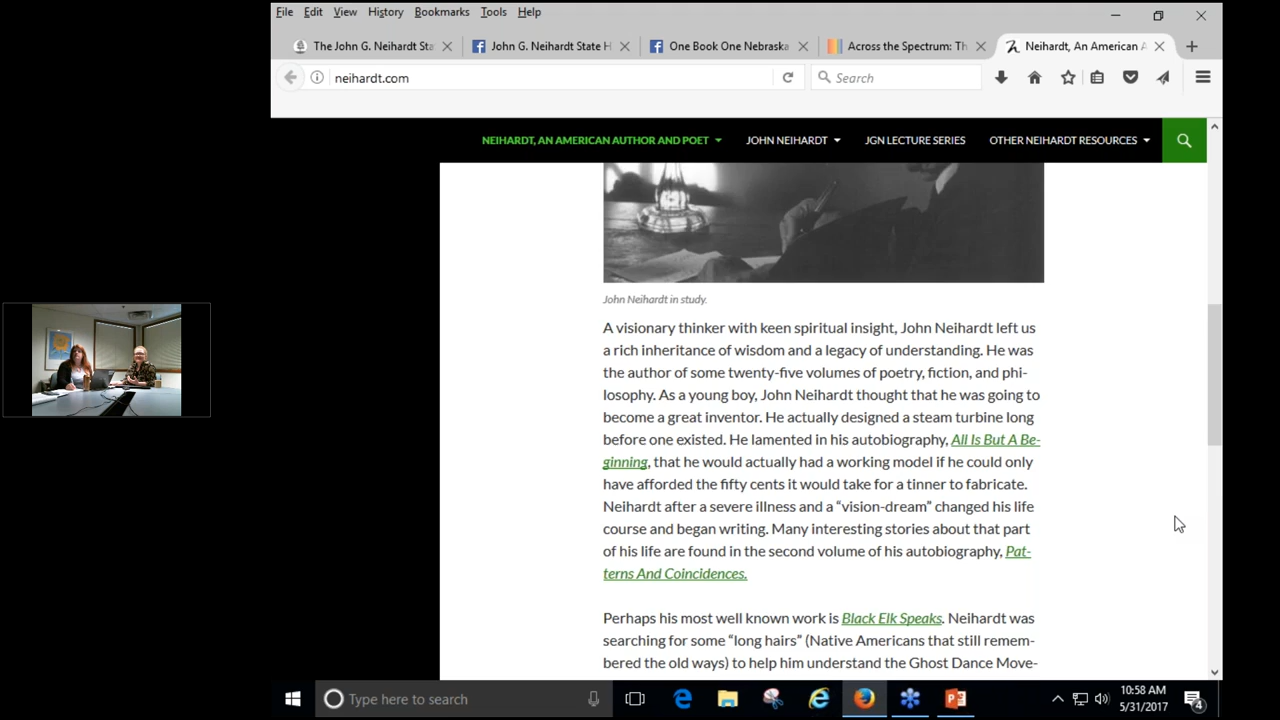 File Edit View History Bookmarks Tools Help
The John G. Neihardt Sta
John G. Neihardt State H
One Book One Nebraska
Across the Spectrum: Th
Neihardt, An American A
neihardt.com
Search
NEIHARDT, AN AMERICAN AUTHOR AND POET
JOHN NEIHARDT
JGN LECTURE SERIES
OTHER NEIHARDT RESOURCES
John Neihardt in study.
A visionary thinker with keen spiritual insight, John Neihardt left us
a rich inheritance of wisdom and a legacy of understanding. He was
the author of some twenty-five volumes of poetry, fiction, and phi-
losophy. As a young boy, John Neihardt thought that he was going to
become a great inventor. He actually designed a steam turbine long
before one existed. He lamented in his autobiography, All Is But A Be-
ginning, that he would actually had a working model if he could only
have afforded the fifty cents it would take for a tinner to fabricate.
Neihardt after a severe illness and a “vision-dream” changed his life
course and began writing. Many interesting stories about that part
of his life are found in the second volume of his autobiography, Pat-
terns And Coincidences.
Perhaps his most well known work is Black Elk Speaks. Neihardt was
searching for some “long hairs” (Native Americans that still remem-
bered the old ways) to help him understand the Ghost Dance Move-
Type here to search
10:58 AM
5/31/2017
4